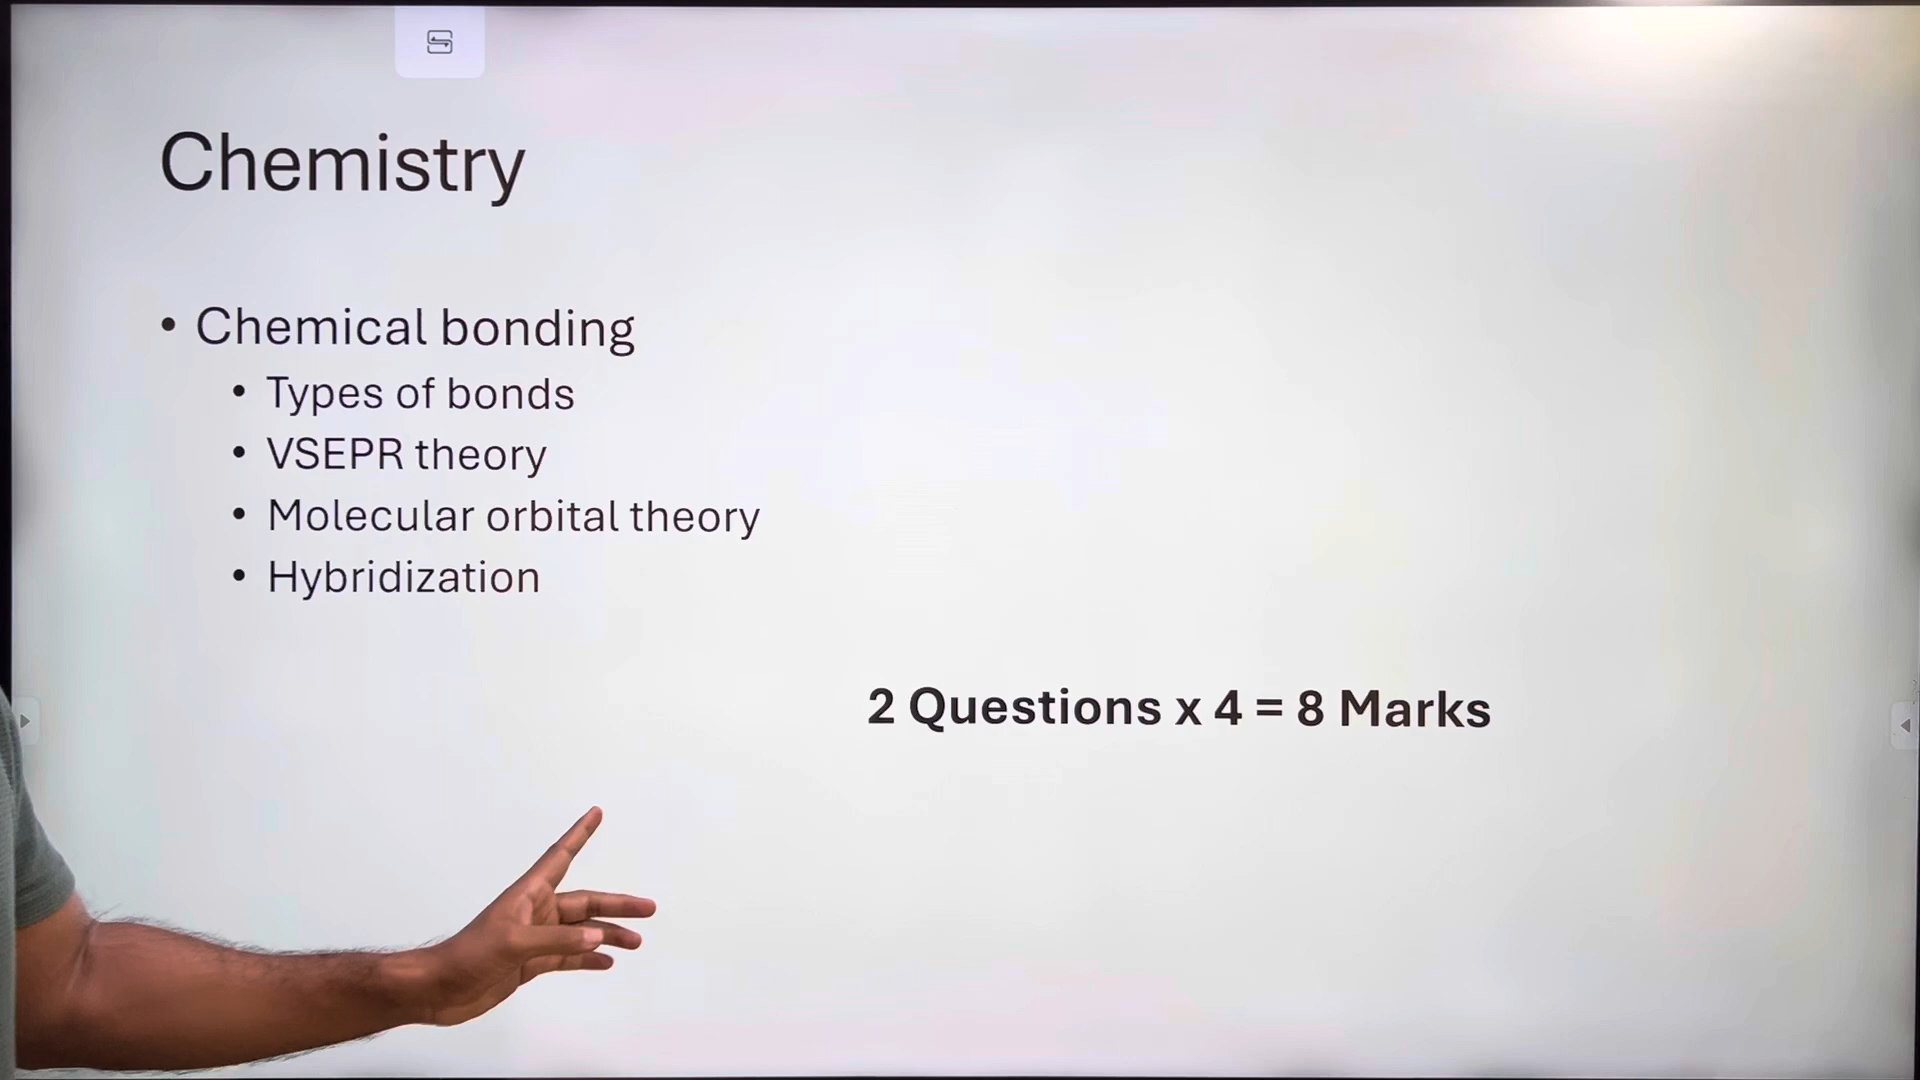 Chemistry
• Chemical bonding
• Types of bonds
• VSEPR theory
• Molecular orbital theory
• Hybridization
2 Questions x 4 = 8 Marks